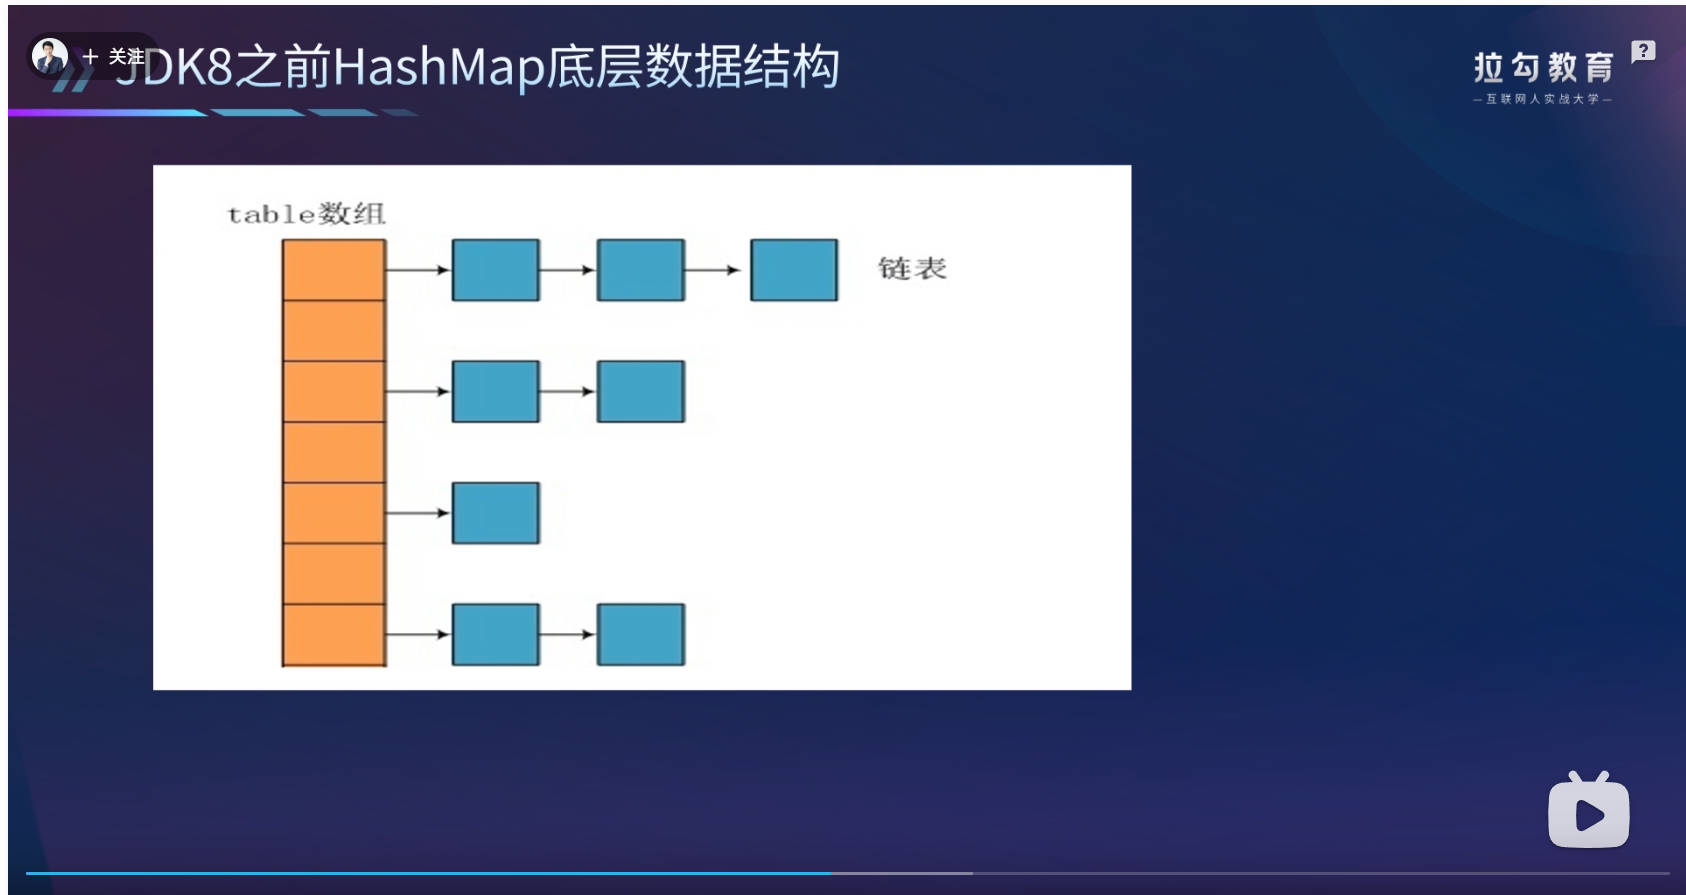 + 关注
JDK8之前HashMap底层数据结构
拉勾教育
—互联网人实战大学—
?
table数组
链表